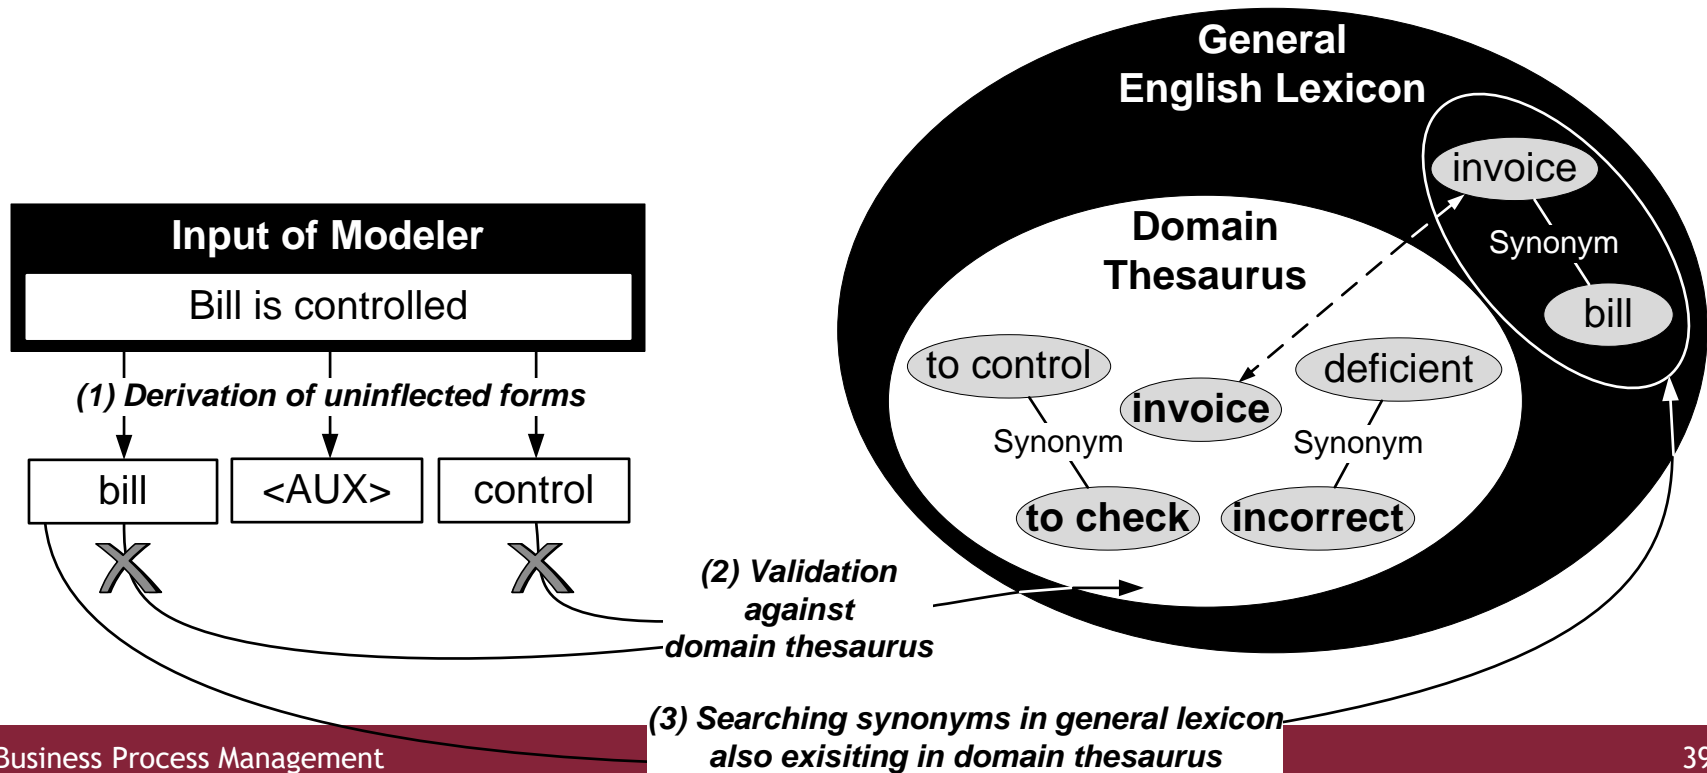 General
English Lexicon
invoice
Synonym
bill
Input of Modeler
Bill is controlled
(1) Derivation of uninflected forms
bill
<AUX>
control
Domain
Thesaurus
to control
Synonym
to check
invoice
deficient
Synonym
incorrect
(2) Validation
against
domain thesaurus
(3) Searching synonyms in general lexicon
also exisiting in domain thesaurus
Business Process Management
39